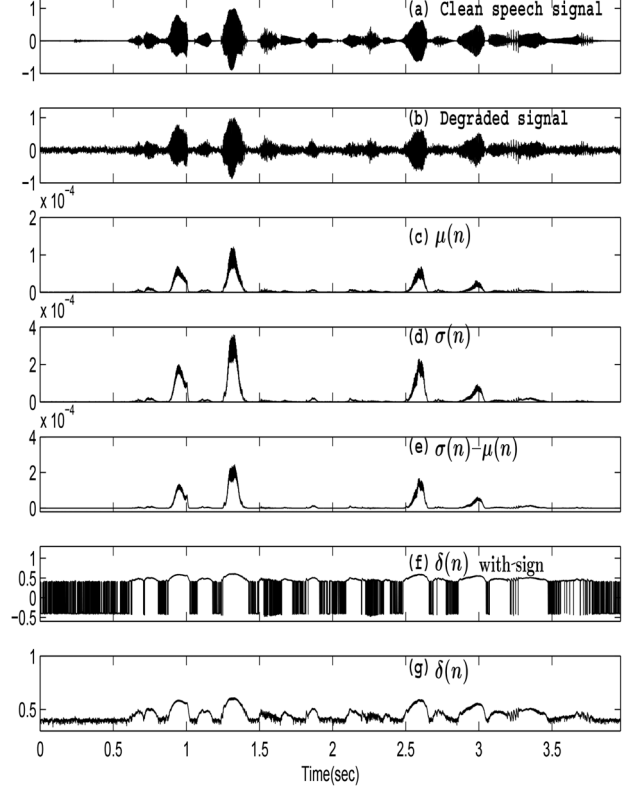 (a) Clean speech signal
1
0
−1
(b) Degraded signal
1
0
−1
x 10⁻⁴
(c) μ(n)
2
1
0
x 10⁻⁴
(d) σ(n)
4
2
0
x 10⁻⁴
(e) σ(n)−μ(n)
4
2
0
(f) δ(n) with-sign
1
0.5
0
−0.5
(g) δ(n)
1
0.5
0 0.5 1 1.5 2 2.5 3 3.5
Time(sec)